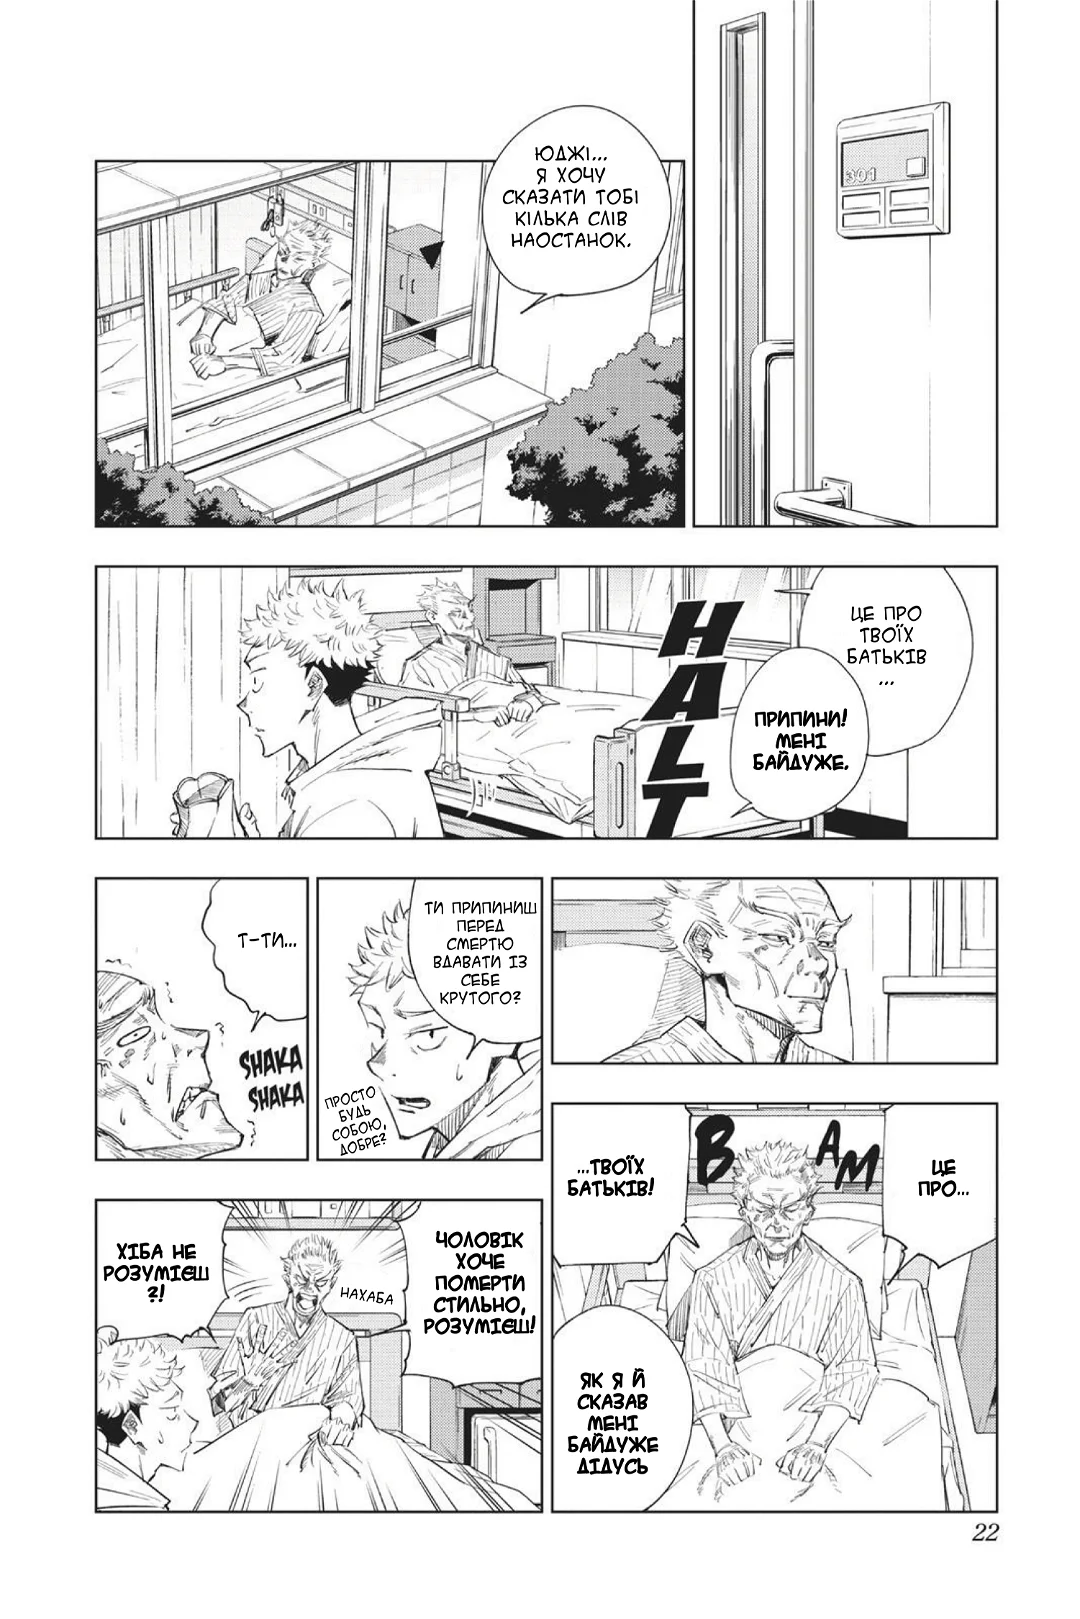 301
ЮДЖІ...
Я ХОЧУ
СКАЗАТИ ТОБІ
КІЛЬКА СЛІВ
НАОСТАНОК.
ЦЕ ПРО
ТВОЇХ
БАТЬКІВ
...
ПРИПИНИ!
МЕНІ
БАЙДУЖЕ.
HALT
ТИ ПРИПИНИШ
ПЕРЕД
СМЕРТЮ
ВДАВАТИ ІЗ
СЕБЕ
КРУТОГО?
ПРОСТО
БУДЬ
СОБОЮ,
ДОБРЕ?
Т-ТИ...
SHAKA
SHAKA
ЦЕ
ПРО...
BAM
...ТВОЇХ
БАТЬКІВ!
ЯК Я Й
СКАЗАВ
МЕНІ
БАЙДУЖЕ
ДІДУСЬ
ЧОЛОВІК
ХОЧЕ
ПОМЕРТИ
СТИЛЬНО,
РОЗУМІЄШ!
НАХАБА
ХІБА НЕ
РОЗУМІЄШ
?!
22